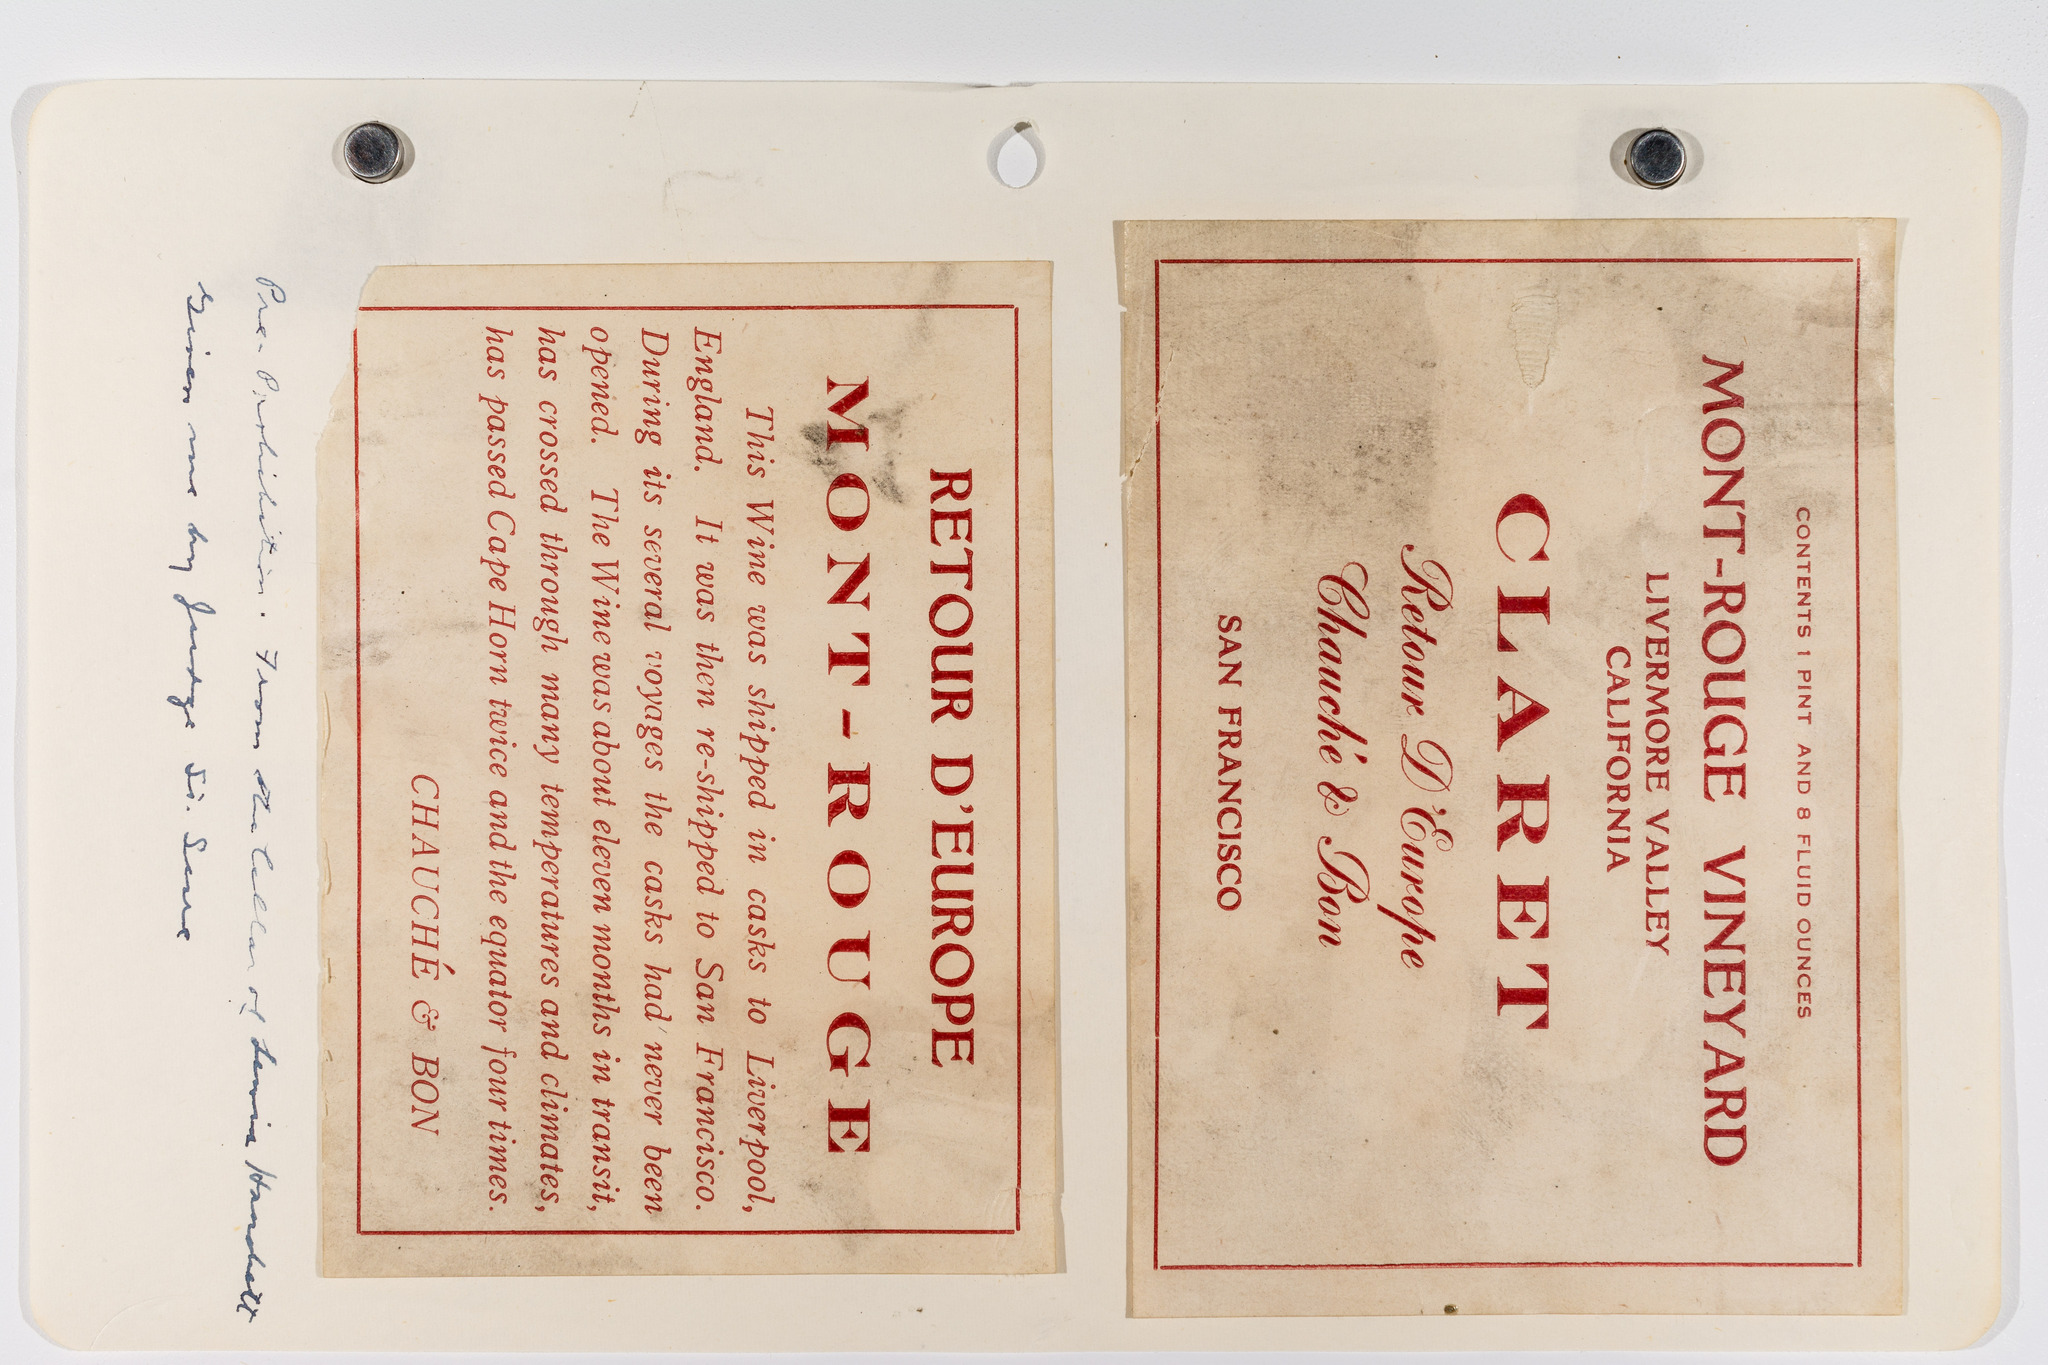 CONTENTS 1 PINT AND 8 FLUID OUNCES
MONT-ROUGE VINEYARD
LIVERMORE VALLEY
CALIFORNIA
CLARET
Retour D'Europe
Chauché & Bon
SAN FRANCISCO
RETOUR D'EUROPE
MONT-ROUGE
This Wine was shipped in casks to Liverpool,
England. It was then re-shipped to San Francisco.
During its several voyages the casks had never been
opened. The Wine was about eleven months in transit,
has crossed through many temperatures and climates,
has passed Cape Horn twice and the equator four times.
CHAUCHÉ & BON
Pre-Prohibition. From the Cellar of Lewis Hanchett
Given me by Judge St. Sure